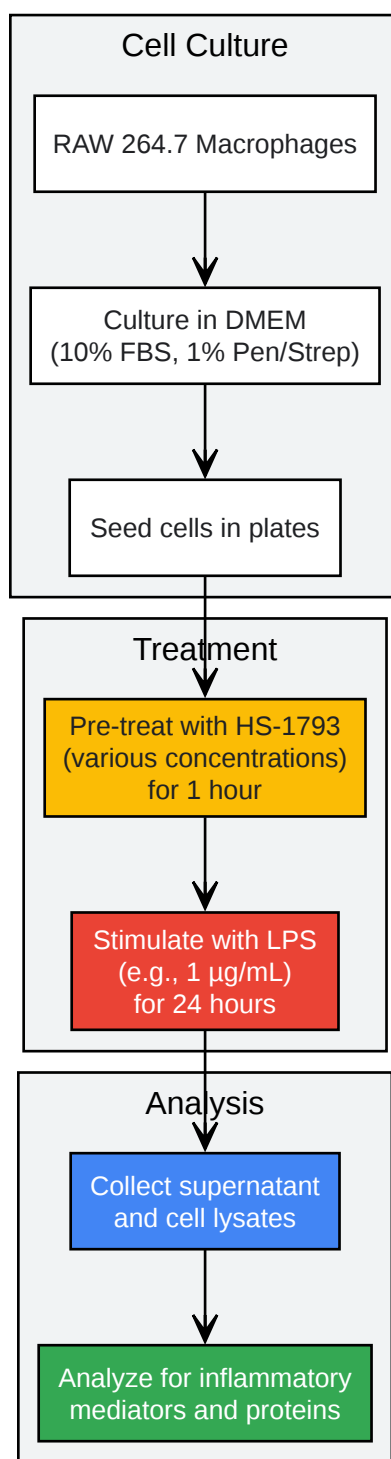 Cell Culture
RAW 264.7 Macrophages
Culture in DMEM
(10% FBS, 1% Pen/Strep)
Seed cells in plates
Treatment
Pre-treat with HS-1793
(various concentrations)
for 1 hour
Stimulate with LPS
(e.g., 1 µg/mL)
for 24 hours
Analysis
Collect supernatant
and cell lysates
Analyze for inflammatory
mediators and proteins